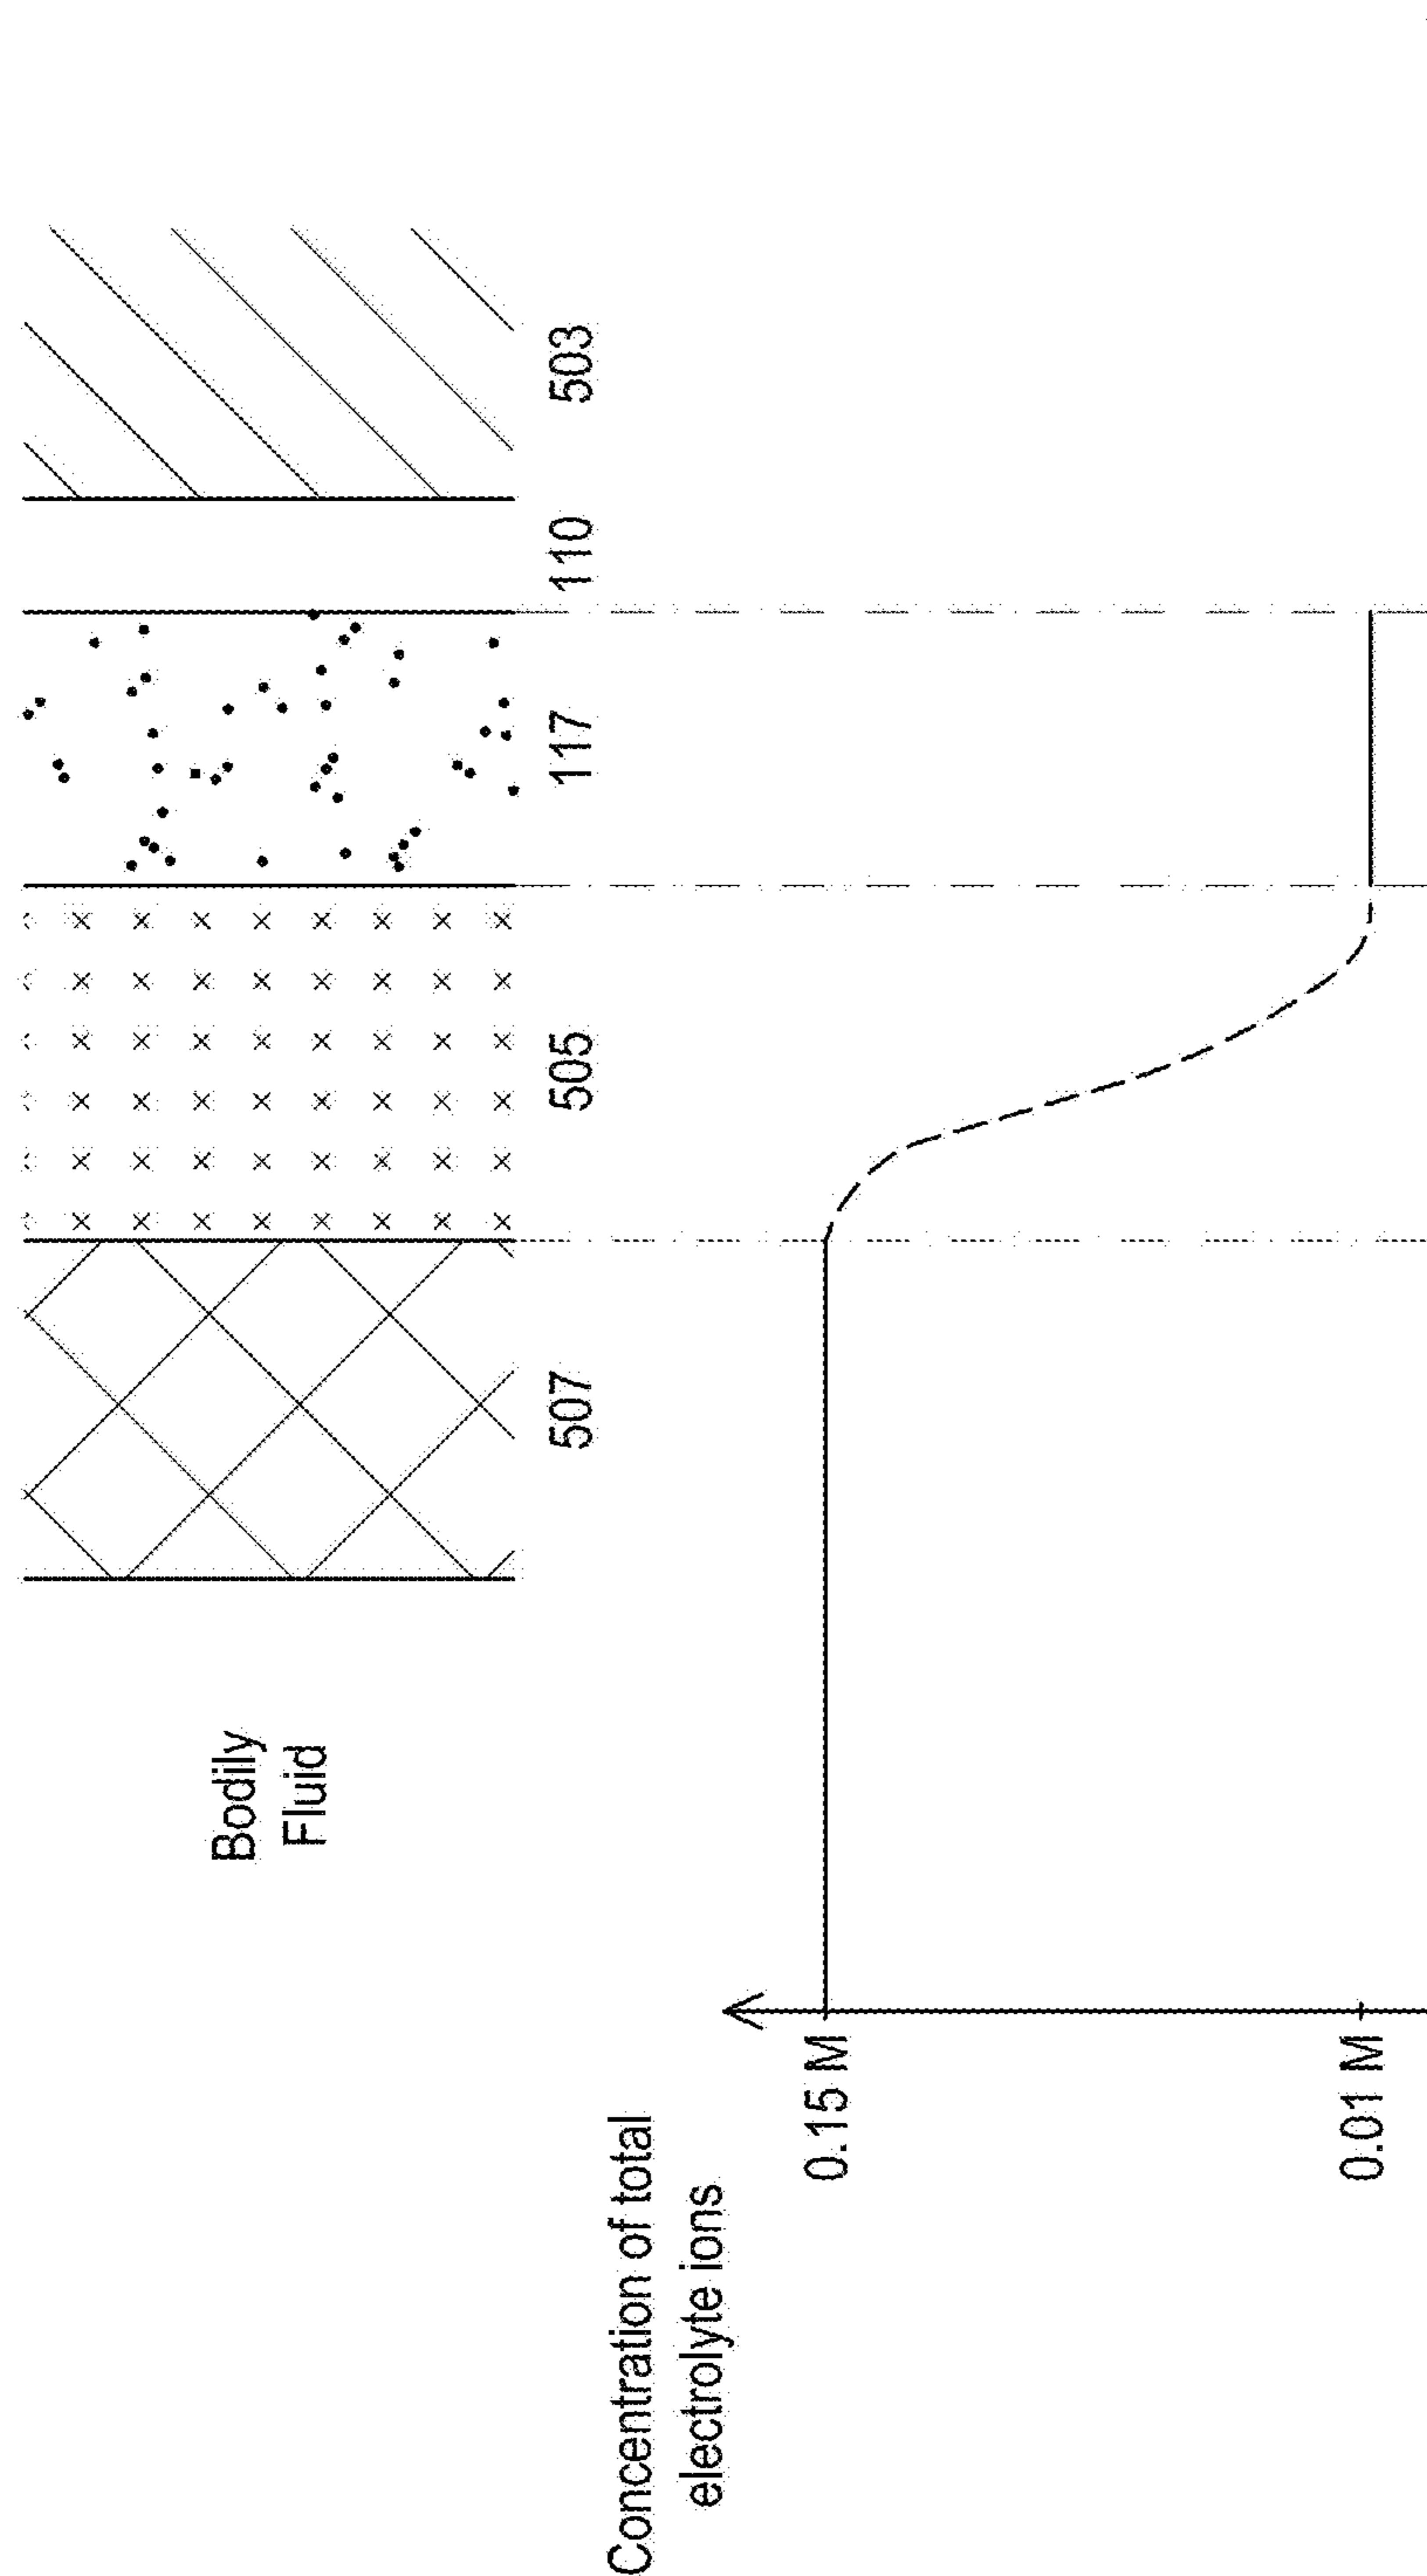 Bodily
Fluid
507
505
117
110
503
Concentration of total
electrolyte ions
0.15 M
0.01 M